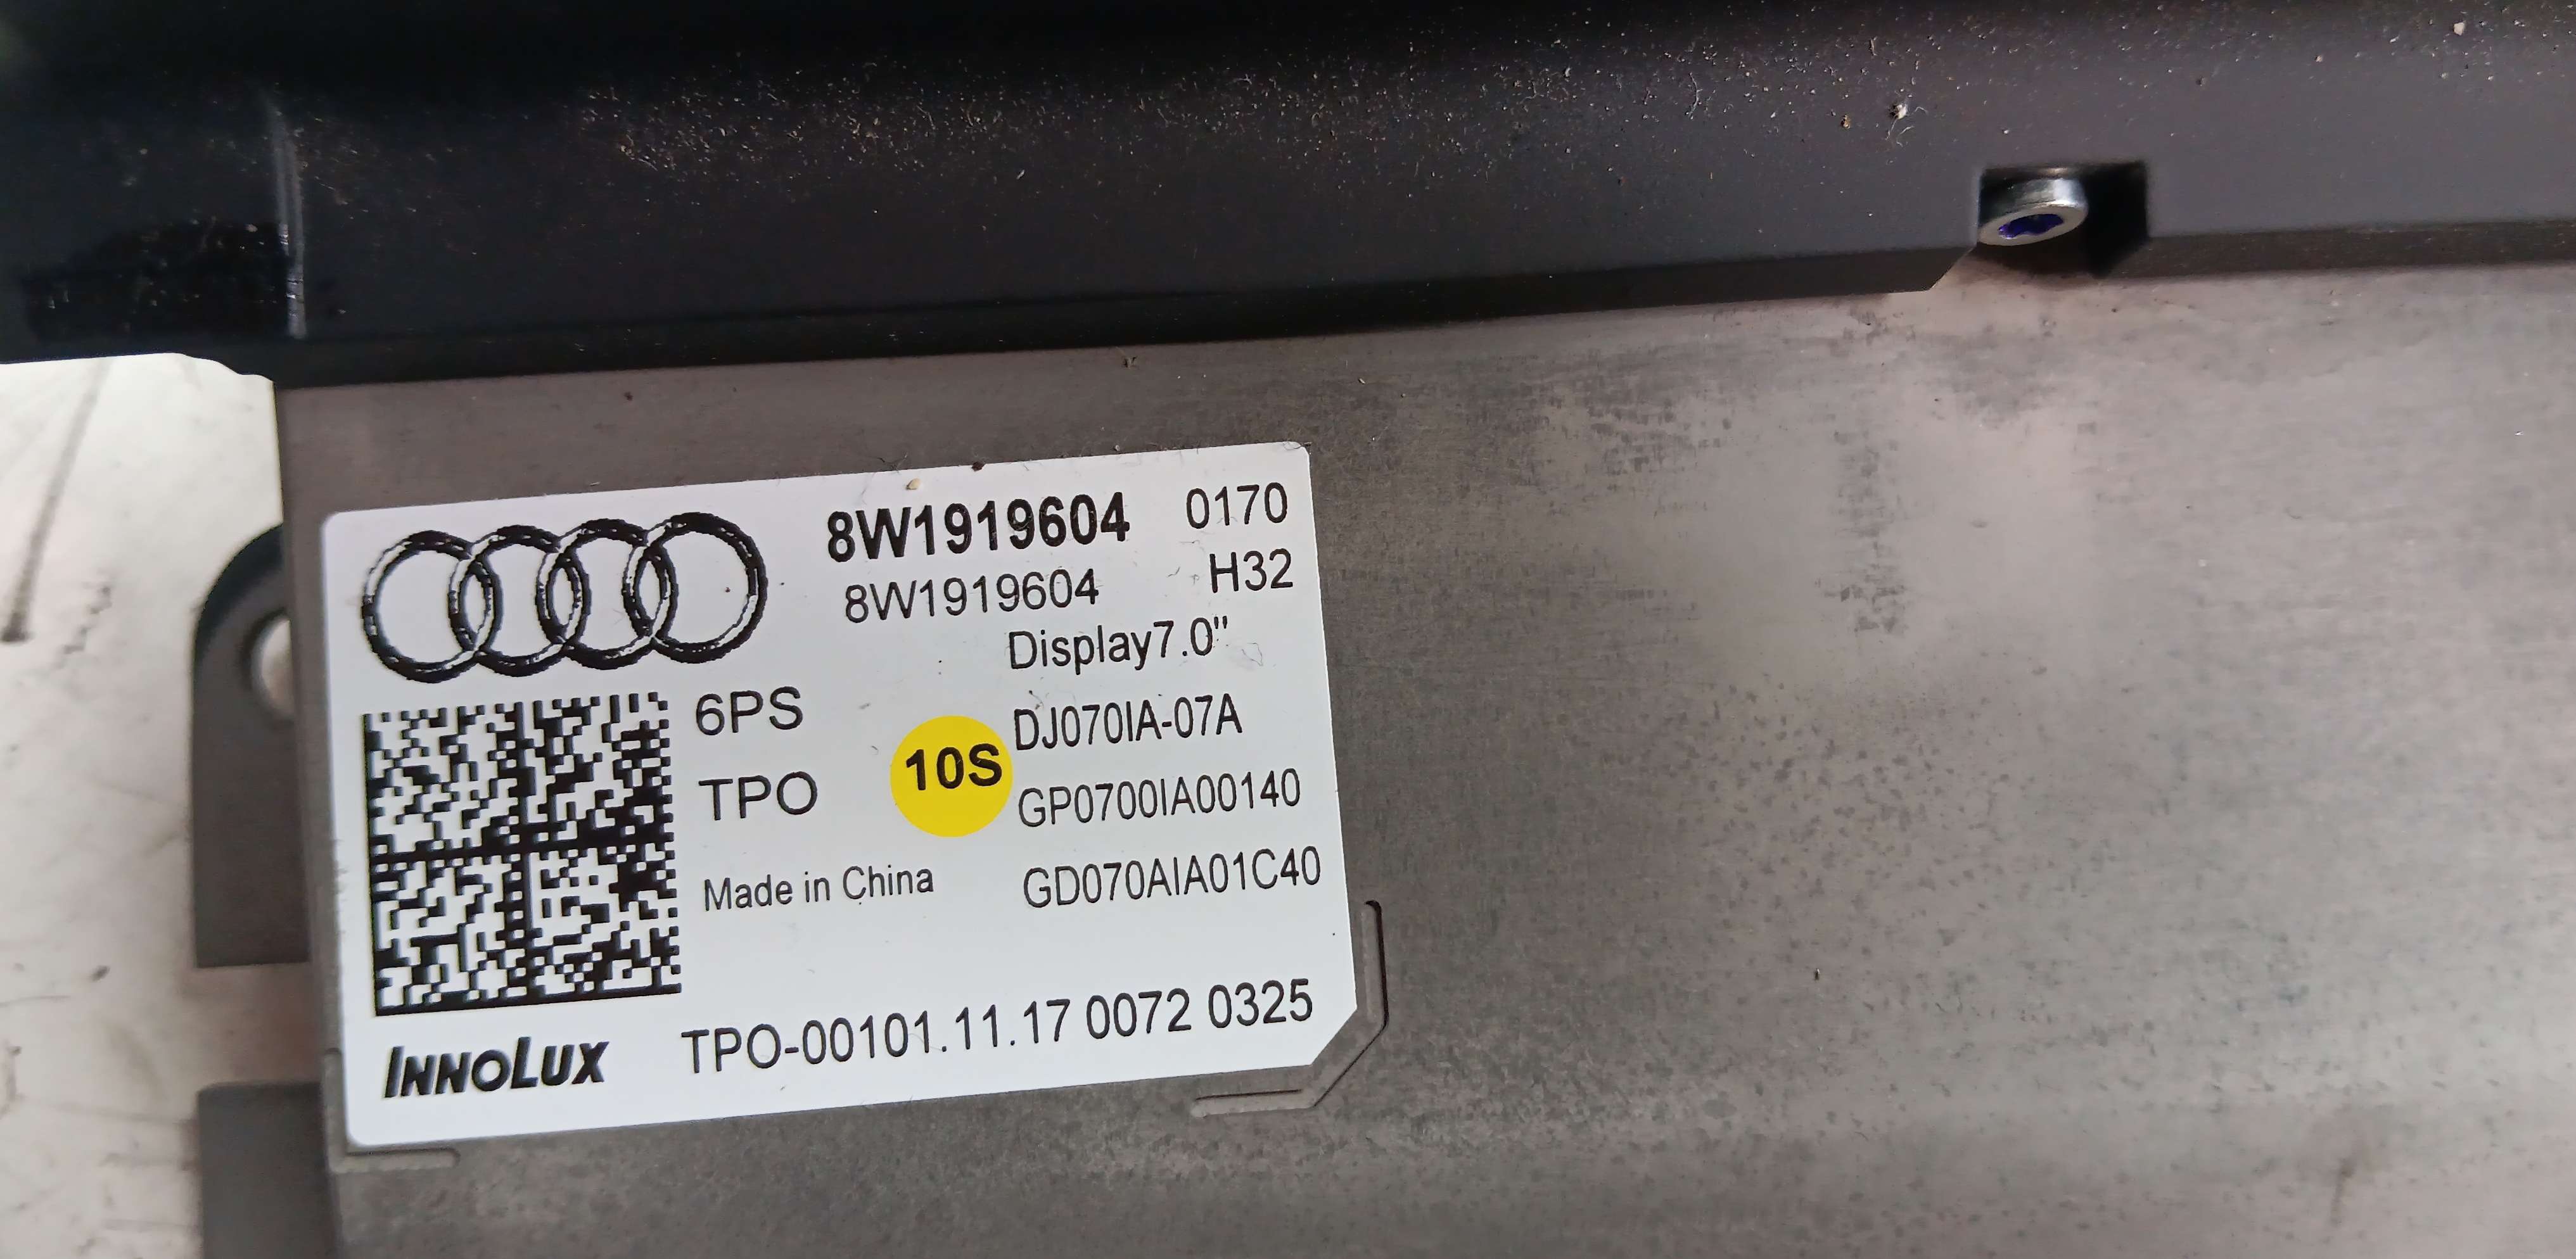 8W1919604 0170
8W1919604 H32
Display7.0"
6PS DJ070IA-07A
TPO 10S GP0700IA00140
Made in China GD070AIA01C40
INNOLUX TPO-00101.11.17 0072 0325